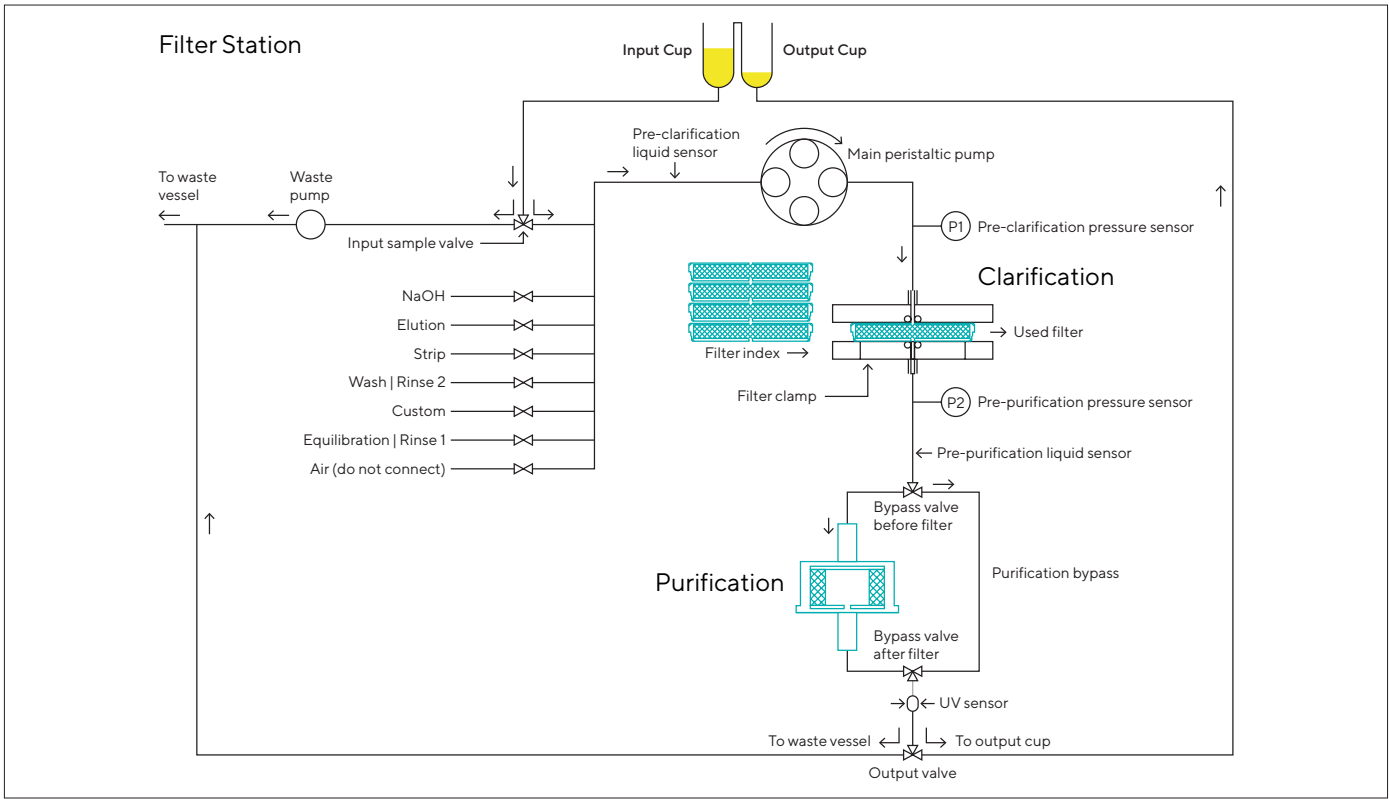 Filter Station
Input Cup
Output Cup
Pre-clarification
liquid sensor
Main peristaltic pump
To waste
vessel
Waste
pump
Input sample valve
P1
Pre-clarification pressure sensor
Clarification
NaOH
Elution
Strip
Wash | Rinse 2
Custom
Equilibration | Rinse 1
Air (do not connect)
Used filter
Filter index
Filter clamp
P2
Pre-purification pressure sensor
Pre-purification liquid sensor
Bypass valve
before filter
Purification
Purification bypass
Bypass valve
after filter
UV sensor
To waste vessel
To output cup
Output valve